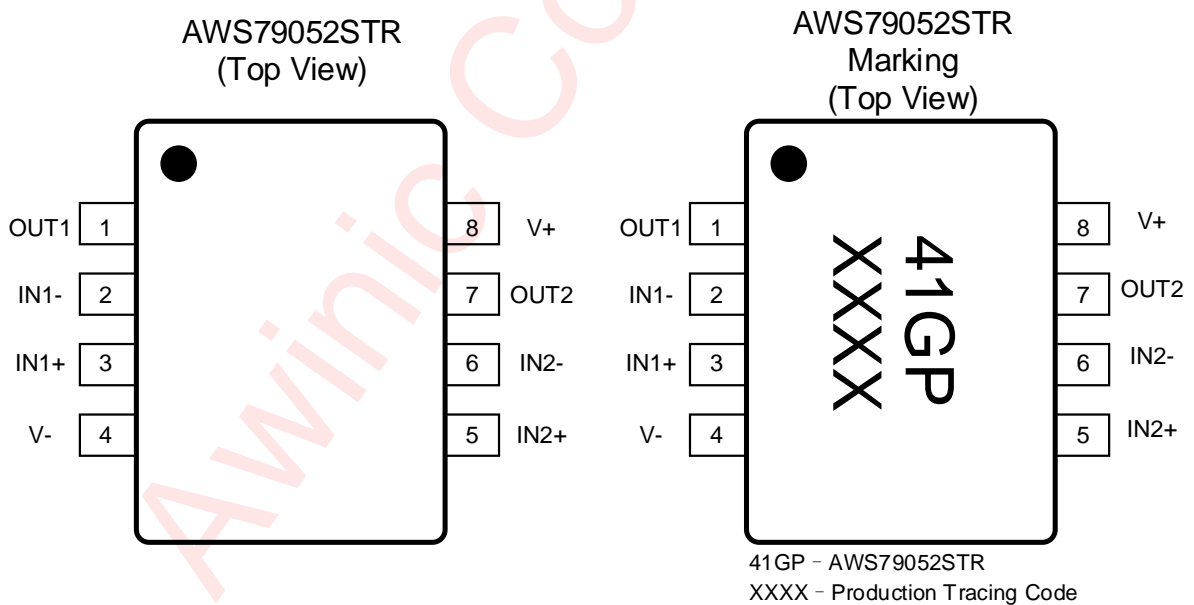 AWS79052STR
(Top View)
OUT1 1
IN1- 2
IN1+ 3
V- 4
8 V+
7 OUT2
6 IN2-
5 IN2+
AWS79052STR
Marking
(Top View)
OUT1 1
IN1- 2
IN1+ 3
V- 4
41GP
XXXX
8 V+
7 OUT2
6 IN2-
5 IN2+
41GP - AWS79052STR
XXXX - Production Tracing Code
Awinic Co